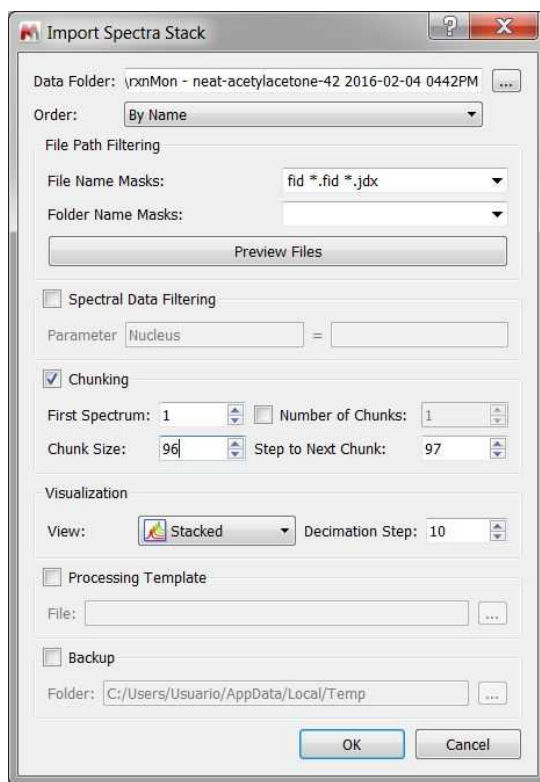 Import Spectra Stack
Data Folder: \rxnMon - neat-acetylacetone-42 2016-02-04 0442PM ...
Order: By Name
File Path Filtering
File Name Masks: fid *.fid *.jdx
Folder Name Masks:
Preview Files
Spectral Data Filtering
Parameter Nucleus =
Chunking
First Spectrum: 1 Number of Chunks: 1
Chunk Size: 96 Step to Next Chunk: 97
Visualization
View: Stacked Decimation Step: 10
Processing Template
File: ...
Backup
Folder: C:/Users/Usuario/AppData/Local/Temp ...
OK Cancel